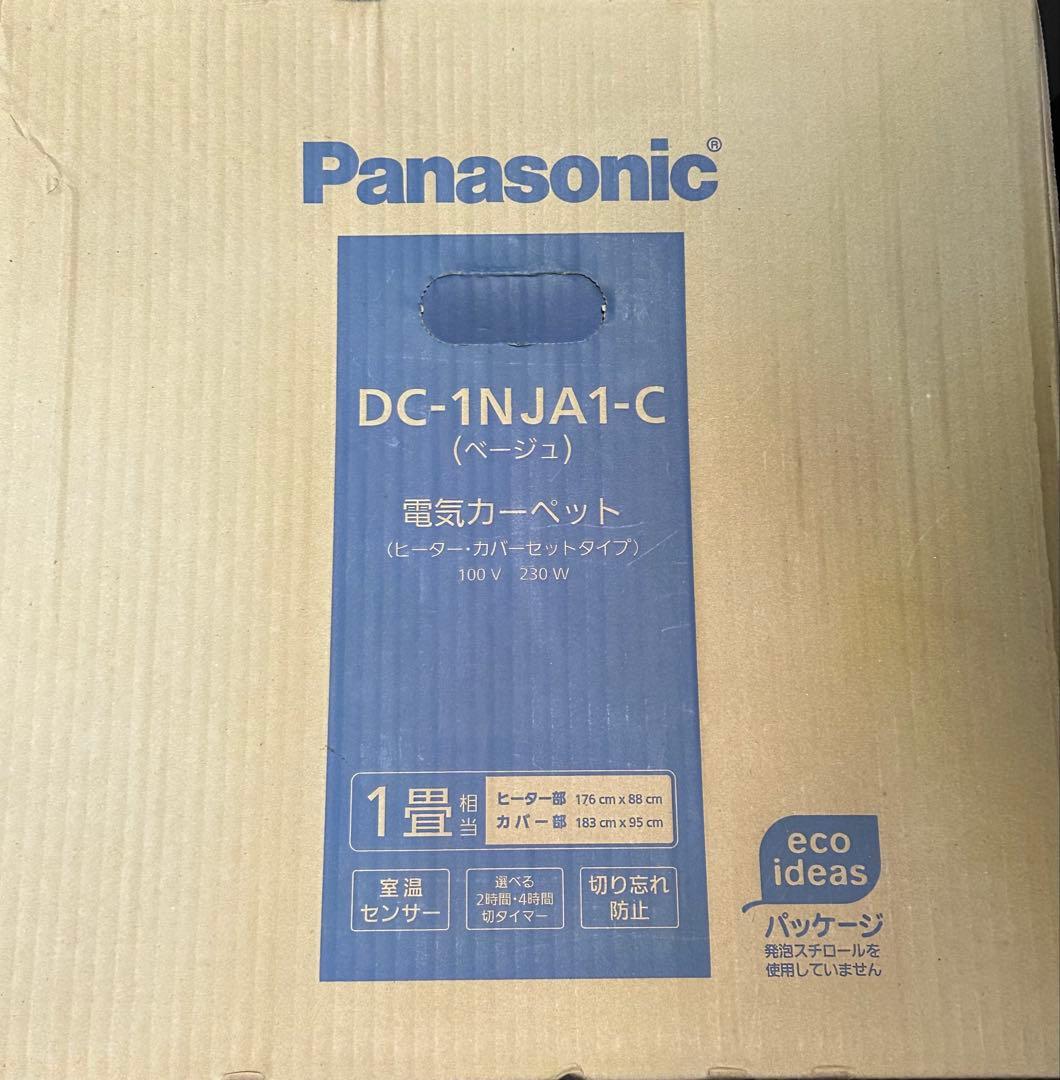 Panasonic®
DC-1NJA1-C
(ベージュ)
電気カーペット
(ヒーター・カバーセットタイプ)
100 V 230 W
1畳相当
ヒーター部 176 cm x 88 cm
カバー部 183 cm x 95 cm
室温
センサー
選べる
2時間・4時間
切タイマー
切り忘れ
防止
eco
ideas
パッケージ
発泡スチロールを
使用していません